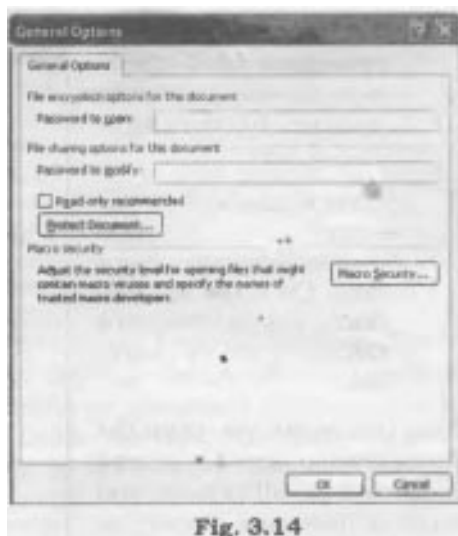 General Options
General Options
File encryption options for this document
Password to open:
File sharing options for this document
Password to modify:
Read-only recommended
Protect Document...
Macro security
Adjust the security level for opening files that might
contain macro viruses and specify the names of
trusted macro developers.
Macro Security...
OK
Cancel
Fig. 3.14